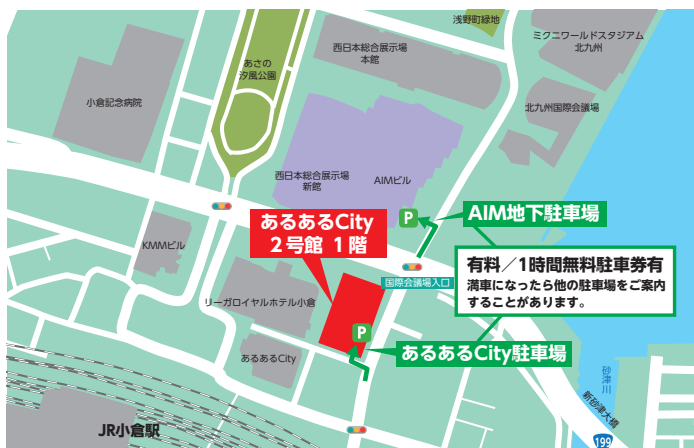 浅野町緑地
ミクニワールドスタジアム
北九州
西日本総合展示場
本館
あさの
汐風公園
小倉記念病院
北九州国際会議場
西日本総合展示場
新館
AIMビル
P
AIM地下駐車場
あるあるCity
2号館 1階
KMMビル
有料／1時間無料駐車券有
満車になったら他の駐車場をご案内
することがあります。
国際会議場入口
リーガロイヤルホテル小倉
P
あるあるCity駐車場
あるあるCity
砂津川
新砂津大橋
JR小倉駅
199